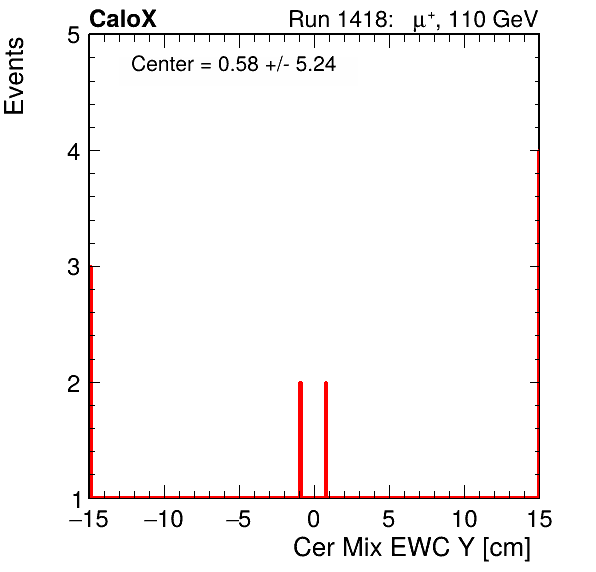 CaloX Run 1418: μ⁺, 110 GeV
Center = 0.58 +/- 5.24
Events
5
4
3
2
1
−15 −10 −5 0 5 10 15
Cer Mix EWC Y [cm]